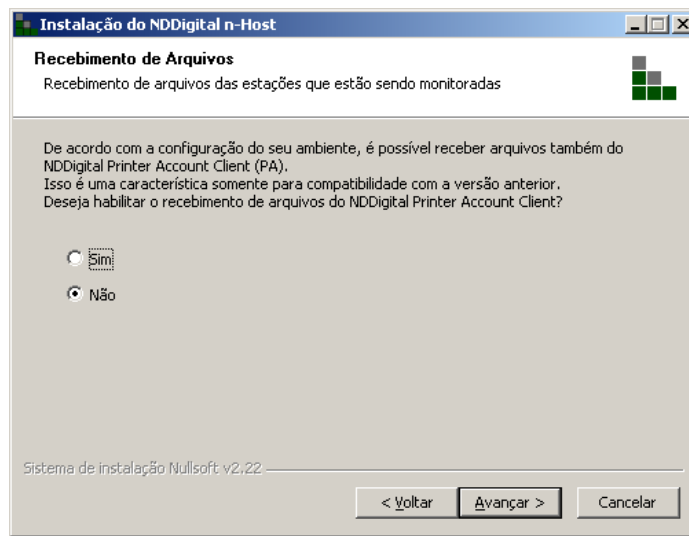 Instalação do NDDigital n-Host
Recebimento de Arquivos
Recebimento de arquivos das estações que estão sendo monitoradas
De acordo com a configuração do seu ambiente, é possível receber arquivos também do
NDDigital Printer Account Client (PA).
Isso é uma característica somente para compatibilidade com a versão anterior.
Deseja habilitar o recebimento de arquivos do NDDigital Printer Account Client?
Sim
Não
Sistema de instalação Nullsoft v2.22
< Voltar Avançar > Cancelar